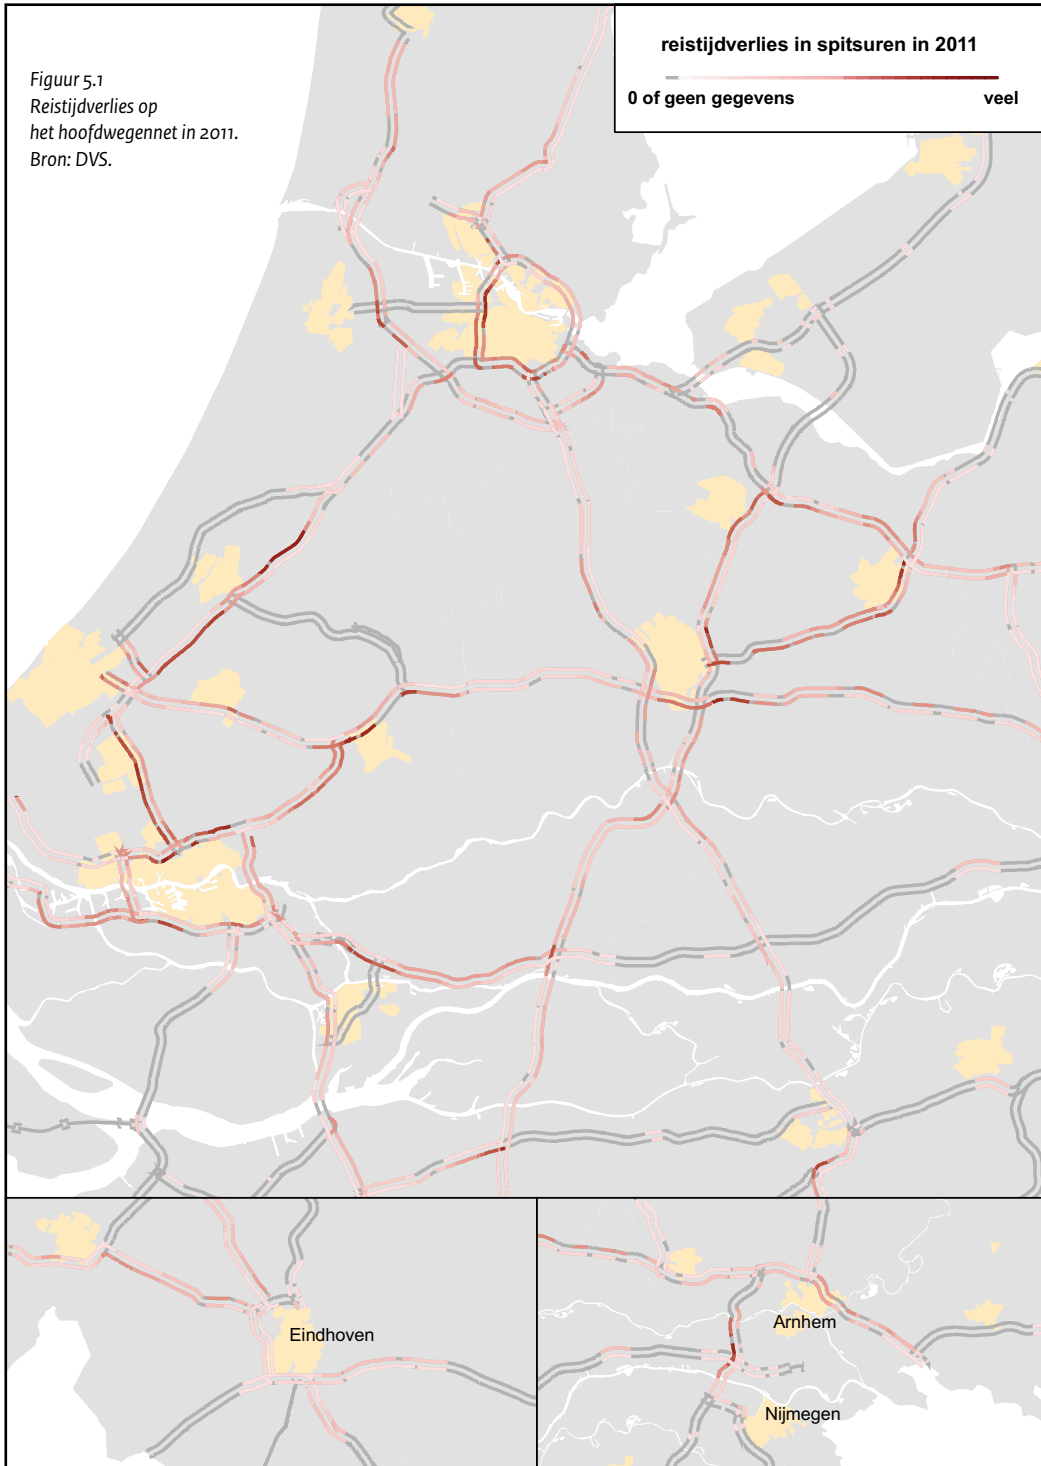 Figuur 5.1
Reistijdverlies op
het hoofdwegennet in 2011.
Bron: DVS.
reistijdverlies in spitsuren in 2011
0 of geen gegevens
veel
Eindhoven
Arnhem
Nijmegen